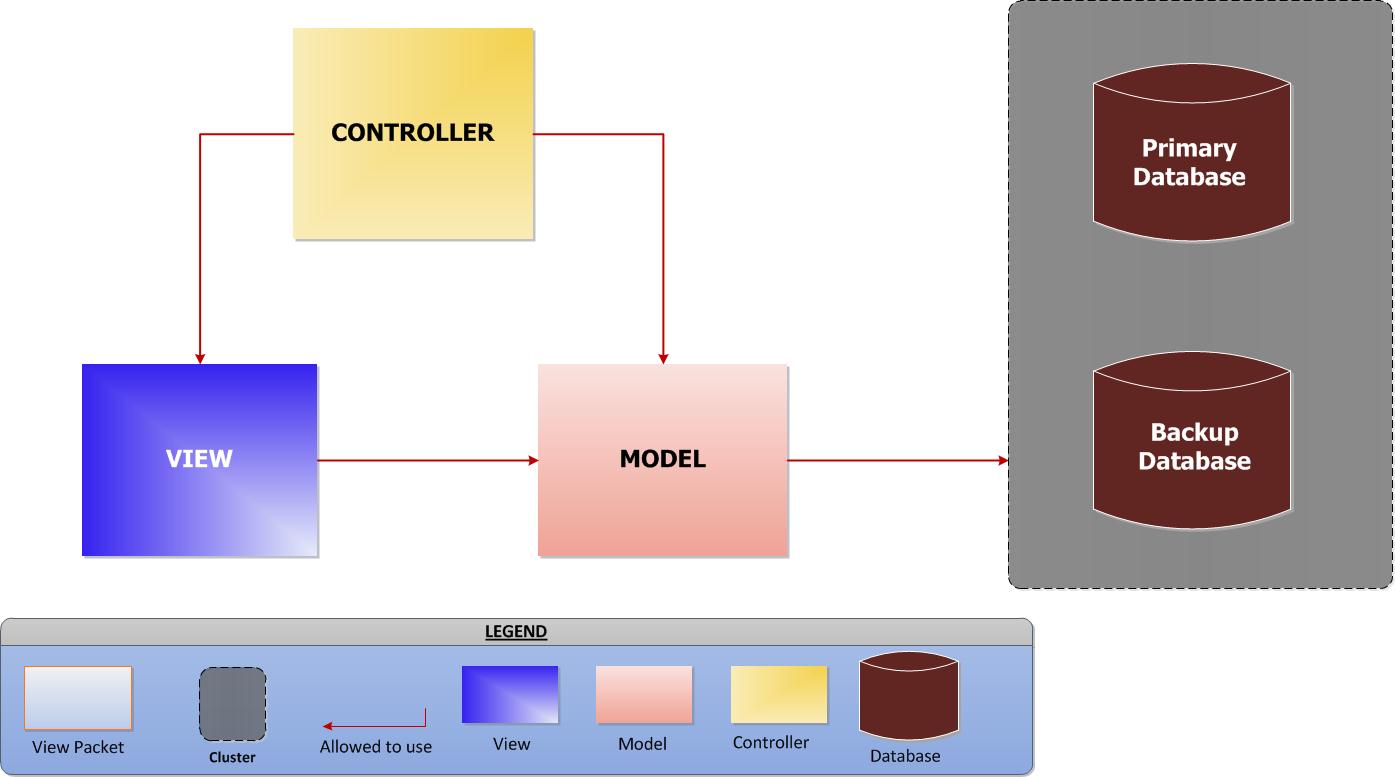 CONTROLLER
Primary
Database
VIEW
MODEL
Backup
Database
LEGEND
View Packet
Cluster
Allowed to use
View
Model
Controller
Database